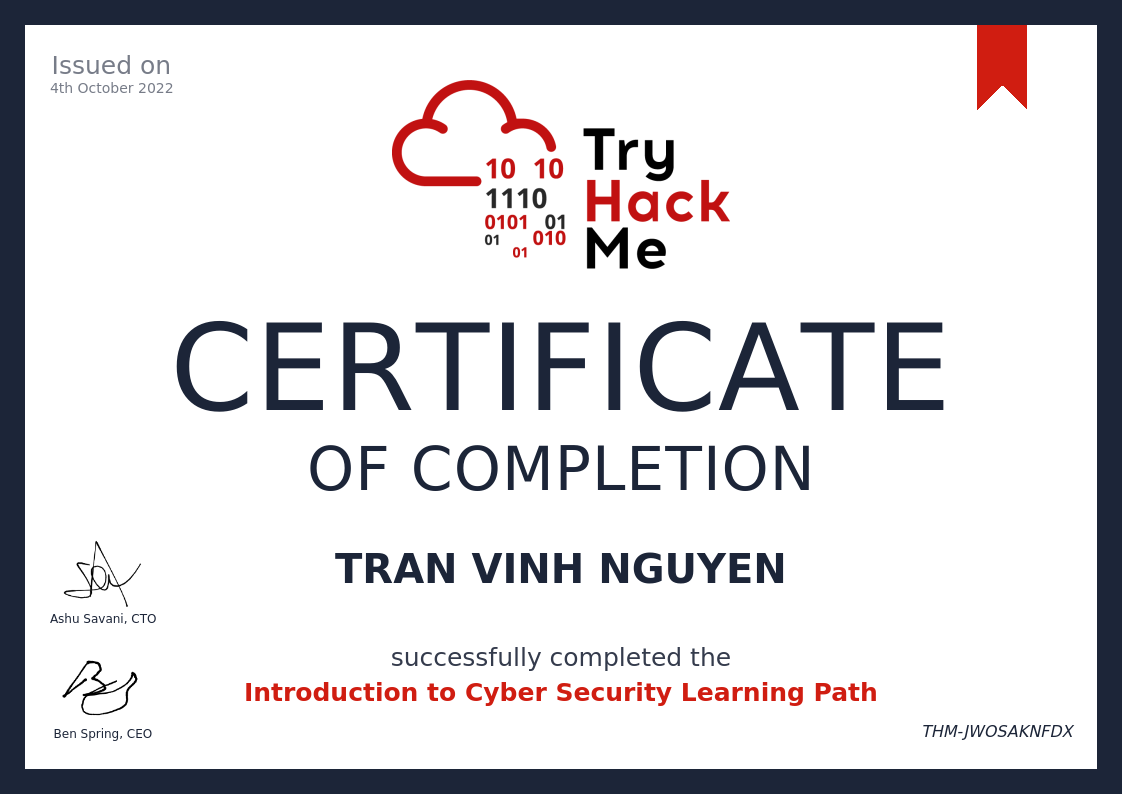 Issued on
4th October 2022
10 10
1110
0101 01
01 010
01
Try
Hack
Me
CERTIFICATE
OF COMPLETION
TRAN VINH NGUYEN
Ashu Savani, CTO
successfully completed the
Introduction to Cyber Security Learning Path
Ben Spring, CEO
THM-JWOSAKNFDX